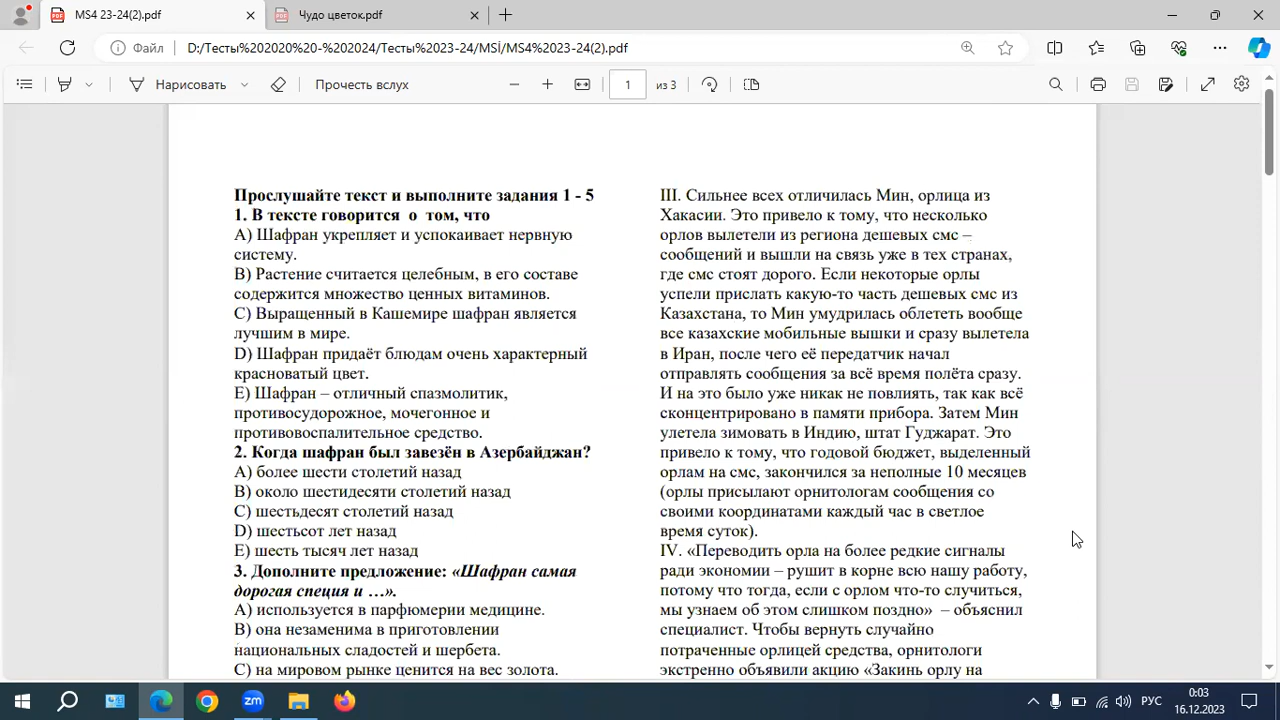 MS4 23-24(2).pdf
Чудо цветок.pdf
Файл
D:/Тесты%202020%20-%202024/Тесты%2023-24/MSİ/MS4%2023-24(2).pdf
Нарисовать
Прочесть вслух
1
из 3
Прослушайте текст и выполните задания 1 - 5
1. В тексте говорится о том, что
A) Шафран укрепляет и успокаивает нервную
систему.
B) Растение считается целебным, в его составе
содержится множество ценных витаминов.
C) Выращенный в Кашемире шафран является
лучшим в мире.
D) Шафран придаёт блюдам очень характерный
красноватый цвет.
E) Шафран – отличный спазмолитик,
противосудорожное, мочегонное и
противовоспалительное средство.
2. Когда шафран был завезён в Азербайджан?
A) более шести столетий назад
B) около шестидесяти столетий назад
C) шестьдесят столетий назад
D) шестьсот лет назад
E) шесть тысяч лет назад
3. Дополните предложение: «Шафран самая
дорогая специя и …».
A) используется в парфюмерии медицине.
B) она незаменима в приготовлении
национальных сладостей и шербета.
C) на мировом рынке ценится на вес золота.
III. Сильнее всех отличилась Мин, орлица из
Хакасии. Это привело к тому, что несколько
орлов вылетели из региона дешевых смс –
сообщений и вышли на связь уже в тех странах,
где смс стоят дорого. Если некоторые орлы
успели прислать какую-то часть дешевых смс из
Казахстана, то Мин умудрилась облететь вообще
все казахские мобильные вышки и сразу вылетела
в Иран, после чего её передатчик начал
отправлять сообщения за всё время полёта сразу.
И на это было уже никак не повлиять, так как всё
сконцентрировано в памяти прибора. Затем Мин
улетела зимовать в Индию, штат Гуджарат. Это
привело к тому, что годовой бюджет, выделенный
орлам на смс, закончился за неполные 10 месяцев
(орлы присылают орнитологам сообщения со
своими координатами каждый час в светлое
время суток).
IV. «Переводить орла на более редкие сигналы
ради экономии – рушит в корне всю нашу работу,
потому что тогда, если с орлом что-то случиться,
мы узнаем об этом слишком поздно» – объяснил
специалист. Чтобы вернуть случайно
потраченные орлицей средства, орнитологи
экстренно объявили акцию «Закинь орлу на
zm
РУС
0:03
16.12.2023